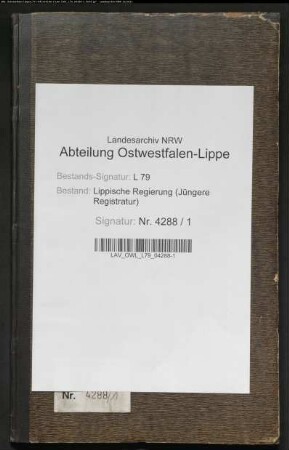 Landesarchiv NRW
Abteilung Ostwestfalen-Lippe
Bestands-Signatur: L 79
Bestand: Lippische Regierung (Jüngere
Registratur)
Signatur: Nr. 4288 / 1
LAV_OWL_L79_04288-1
Nr. 4288/1